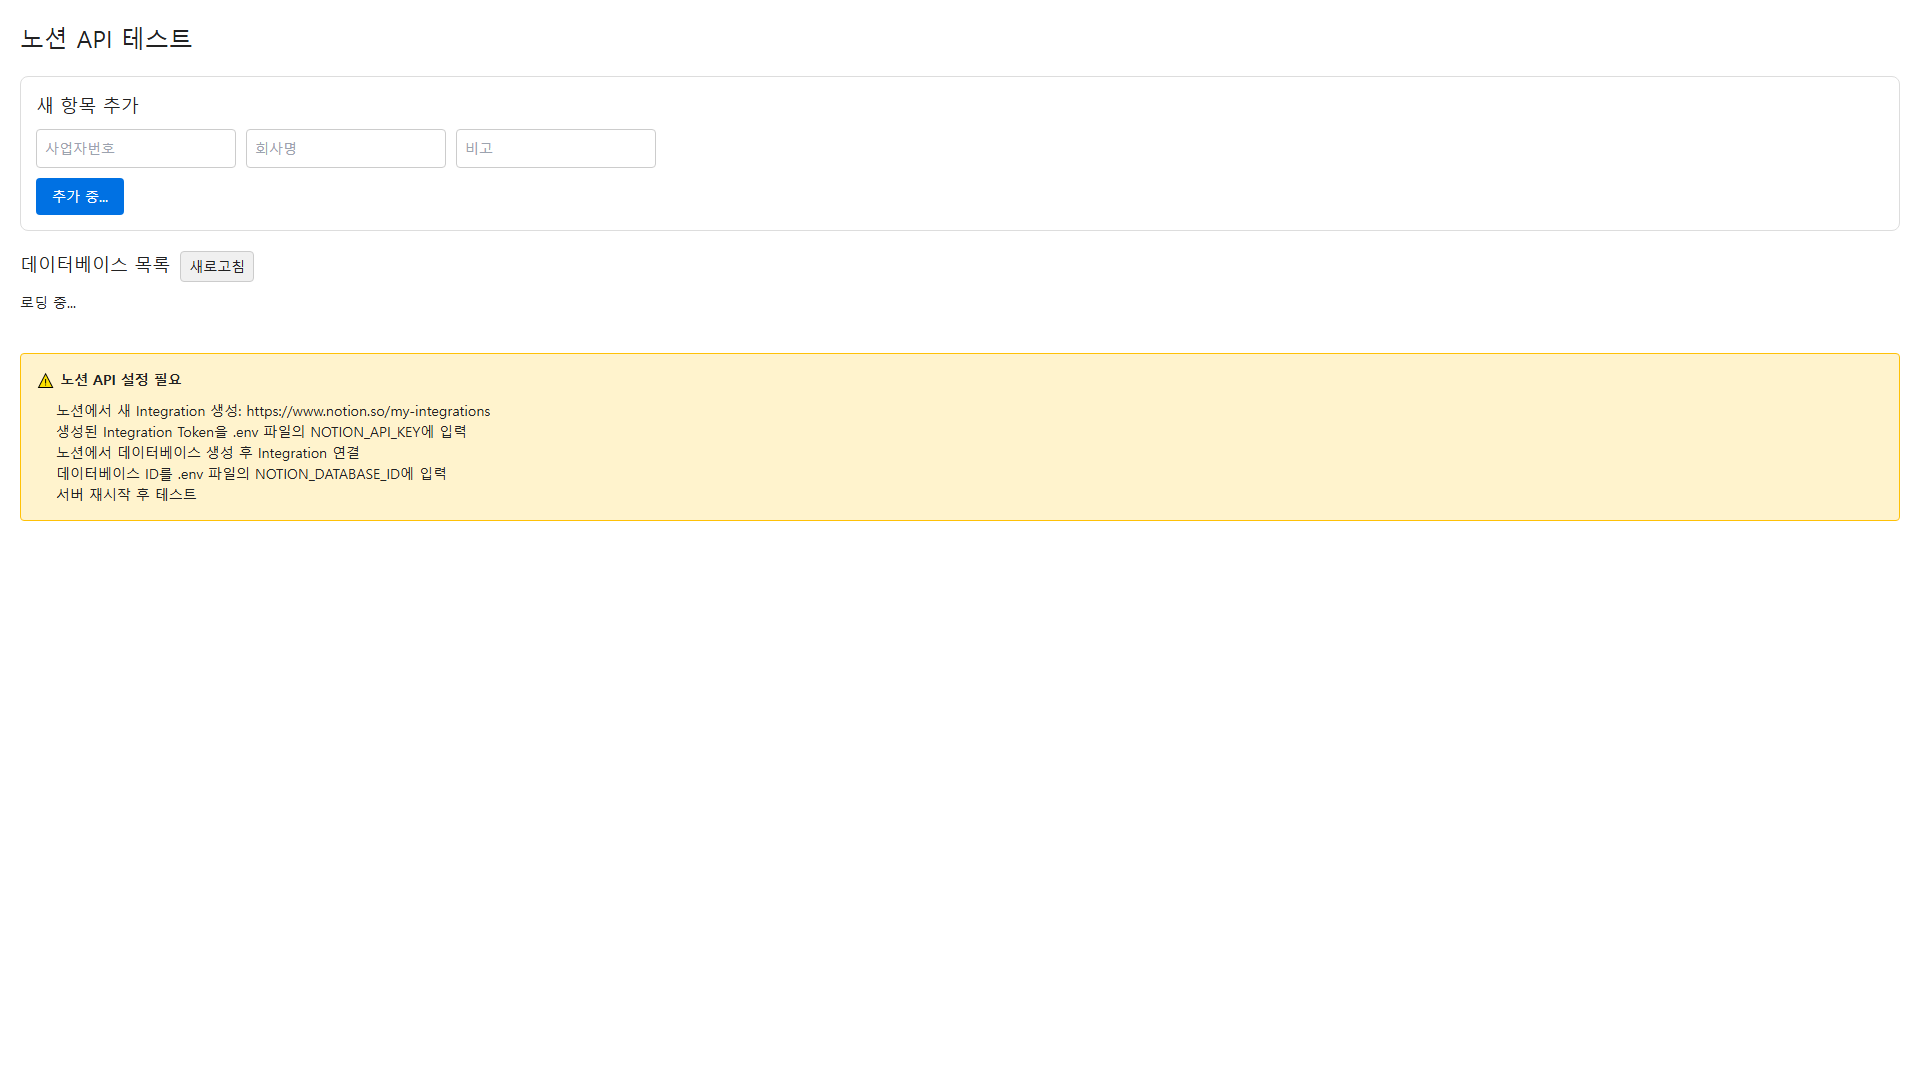 노션 API 테스트
새 항목 추가
사업자번호 회사명 비고
추가 중...
데이터베이스 목록 새로고침
로딩 중...
⚠ 노션 API 설정 필요
노션에서 새 Integration 생성: https://www.notion.so/my-integrations
생성된 Integration Token을 .env 파일의 NOTION_API_KEY에 입력
노션에서 데이터베이스 생성 후 Integration 연결
데이터베이스 ID를 .env 파일의 NOTION_DATABASE_ID에 입력
서버 재시작 후 테스트